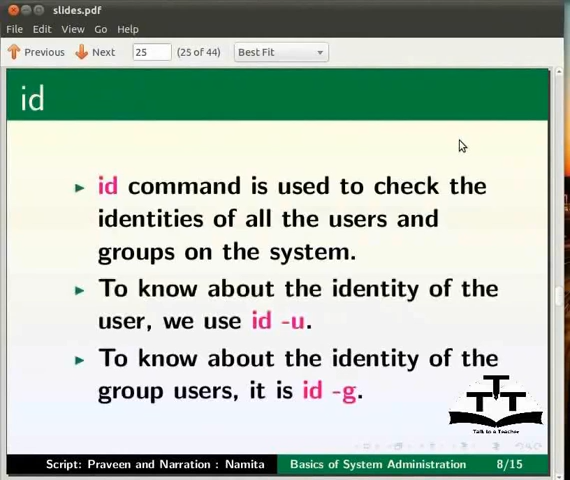 slides.pdf
File Edit View Go Help
Previous Next 25 (25 of 44) Best Fit
id
id command is used to check the
identities of all the users and
groups on the system.
To know about the identity of the
user, we use id -u.
To know about the identity of the
group users, it is id -g.
TTT
Talk to a Teacher
Script: Praveen and Narration : Namita Basics of System Administration 8/15